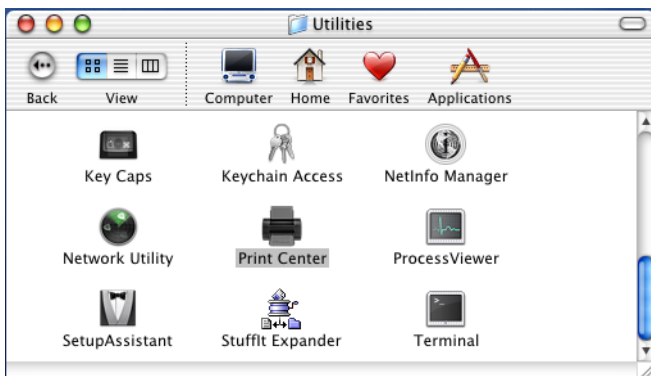 Utilities
Back View Computer Home Favorites Applications
Key Caps Keychain Access NetInfo Manager
Network Utility Print Center ProcessViewer
SetupAssistant StuffIt Expander Terminal